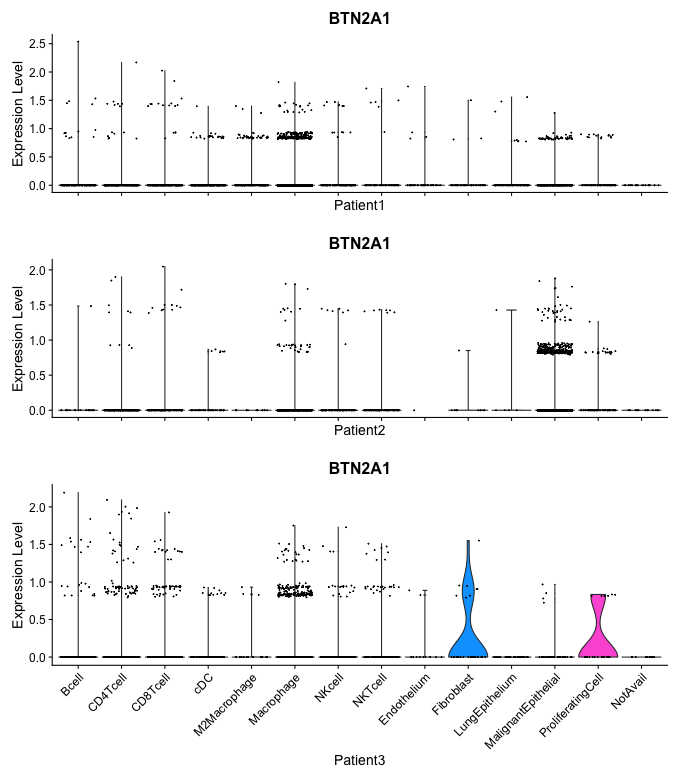 BTN2A1
Expression Level
2.5
2.0
1.5
1.0
0.5
0.0
Patient1
BTN2A1
Expression Level
2.0
1.5
1.0
0.5
0.0
Patient2
BTN2A1
Expression Level
2.0
1.5
1.0
0.5
0.0
Bcell
CD4Tcell
CD8Tcell
cDC
M2Macrophage
Macrophage
NKcell
NKTcell
Endothelium
Fibroblast
LungEpithelium
MalignantEpithelial
ProliferatingCell
NotAvail
Patient3